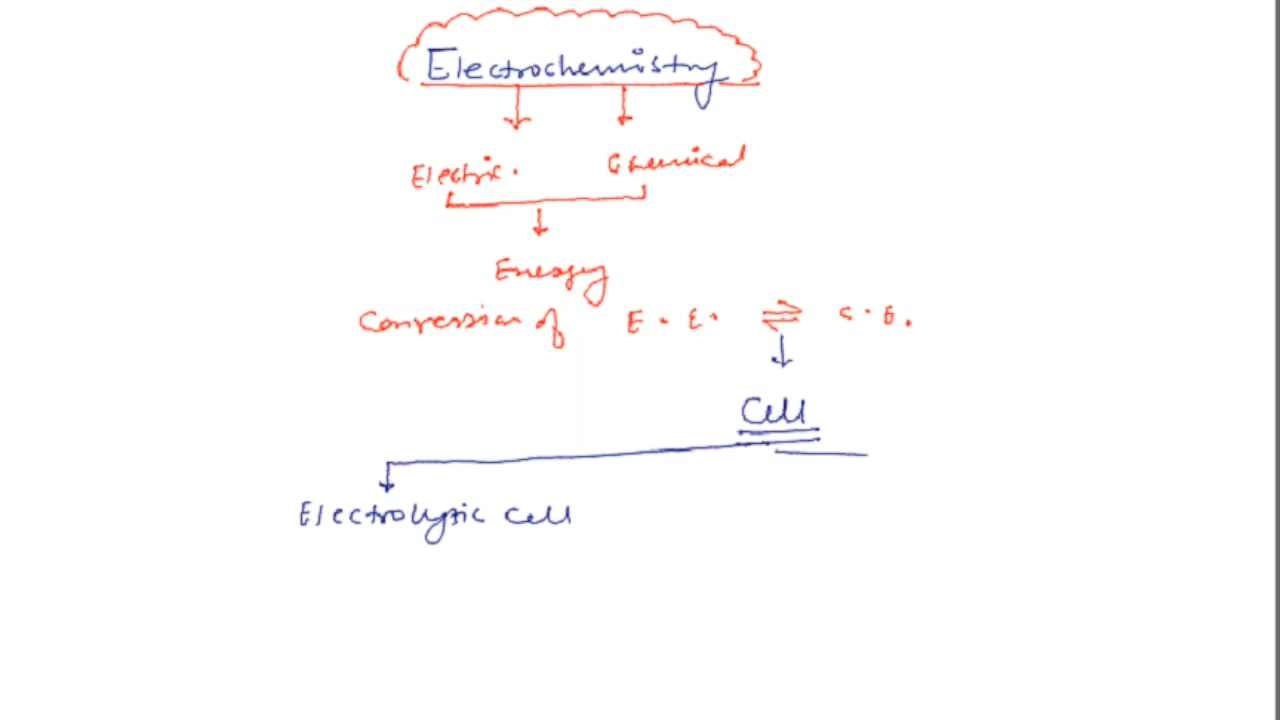 Electrochemistry
Electric. Chemical
Energy
Conversion of E. E. ⇌ C. E.
Cell
Electrolytic cell